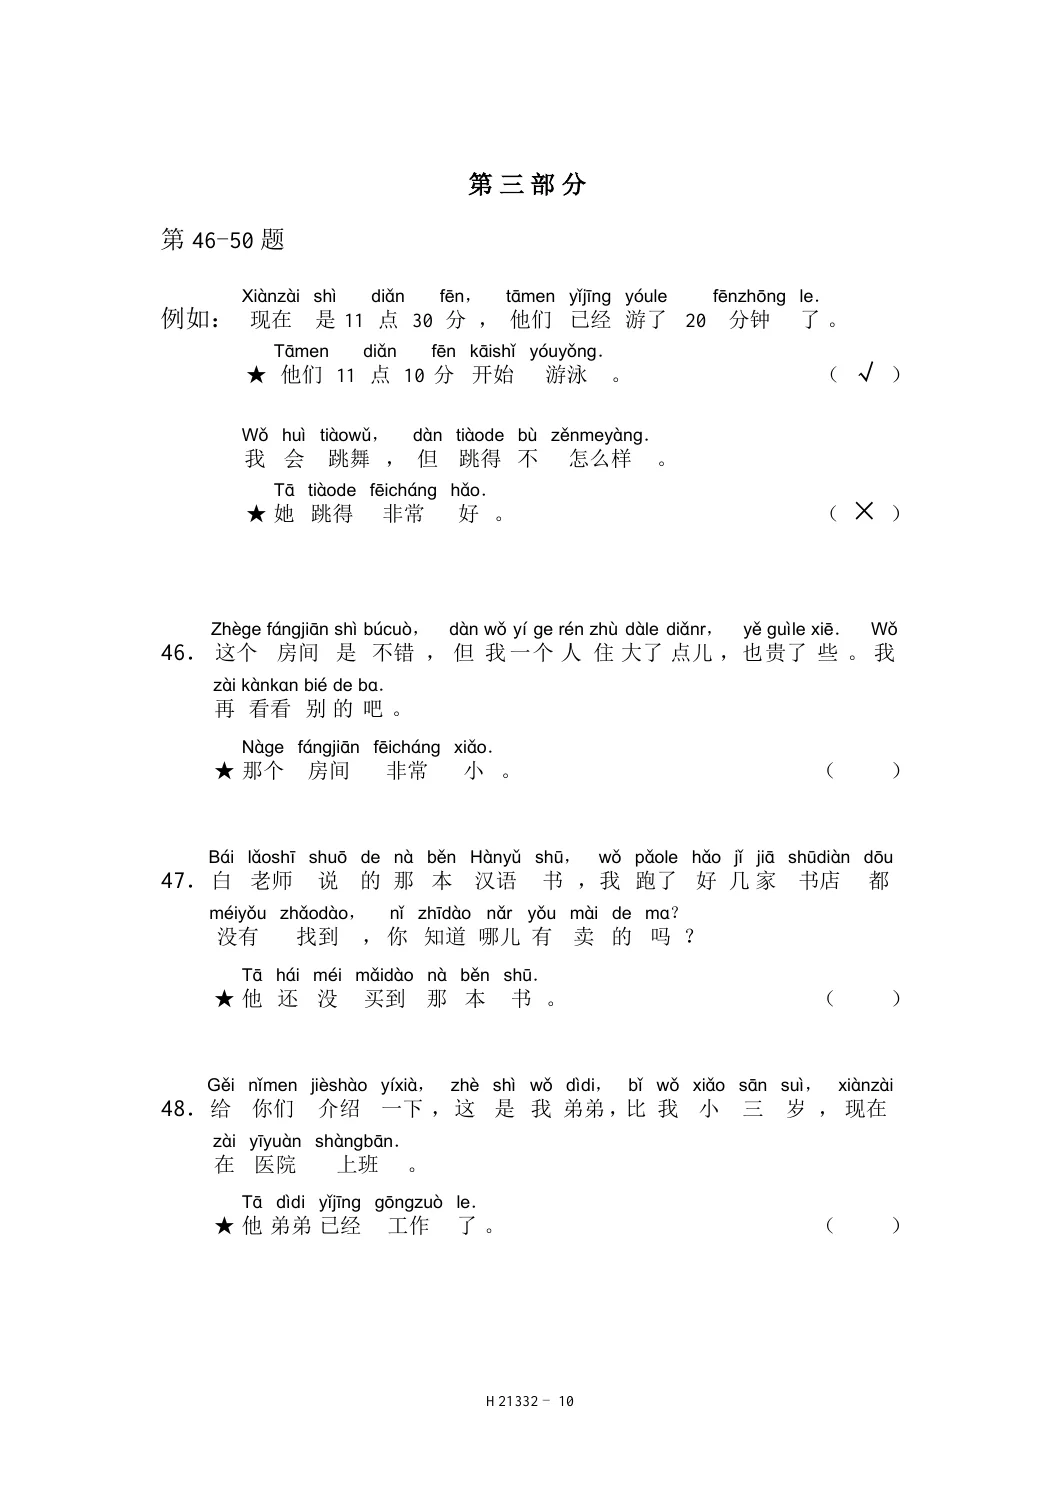 第三部分
第 46-50 题
Xiànzài shì diǎn fēn, tāmen yǐjīng yóule fēnzhōng le.
例如： 现在 是 11 点 30 分 ， 他们 已经 游了 20 分钟 了 。
Tāmen diǎn fēn kāishǐ yóuyǒng.
★ 他们 11 点 10 分 开始 游泳 。 （ √ ）
Wǒ huì tiàowǔ, dàn tiàode bù zěnmeyàng.
我 会 跳舞 ， 但 跳得 不 怎么样 。
Tā tiàode fēicháng hǎo.
★ 她 跳得 非常 好 。 （ × ）
Zhège fángjiān shì búcuò, dàn wǒ yí ge rén zhù dàle diǎnr, yě guìle xiē. Wǒ
46. 这个 房间 是 不错 ，但 我 一个 人 住 大了 点儿 ，也 贵了 些 。我
zài kànkan bié de ba.
再 看看 别 的 吧 。
Nàge fángjiān fēicháng xiǎo.
★ 那个 房间 非常 小 。 （ ）
Bái lǎoshī shuō de nà běn Hànyǔ shū, wǒ pǎole hǎo jǐ jiā shūdiàn dōu
47. 白 老师 说 的 那 本 汉语 书 ，我 跑了 好 几 家 书店 都
méiyǒu zhǎodào, nǐ zhīdào nǎr yǒu mài de ma?
没有 找到 ，你 知道 哪儿 有 卖 的 吗 ？
Tā hái méi mǎidào nà běn shū.
★ 他 还 没 买到 那 本 书 。 （ ）
Gěi nǐmen jièshào yíxià, zhè shì wǒ dìdi, bǐ wǒ xiǎo sān suì, xiànzài
48. 给 你们 介绍 一下 ，这 是 我 弟弟 ，比 我 小 三 岁 ，现在
zài yīyuàn shàngbān.
在 医院 上班 。
Tā dìdi yǐjīng gōngzuò le.
★ 他 弟弟 已经 工作 了 。 （ ）
H21332 - 10